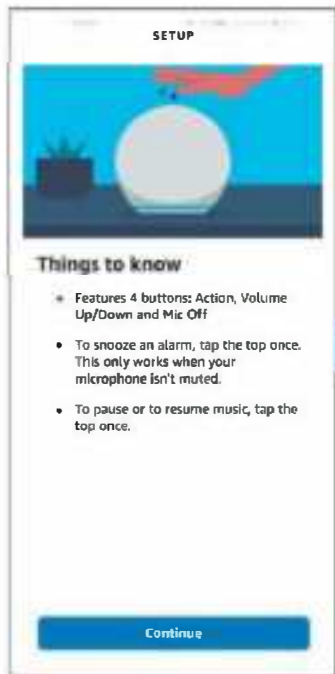 SETUP
Things to know
• Features 4 buttons: Action, Volume
Up/Down and Mic Off
• To snooze an alarm, tap the top once.
This only works when your
microphone isn't muted.
• To pause or to resume music, tap the
top once.
Continue